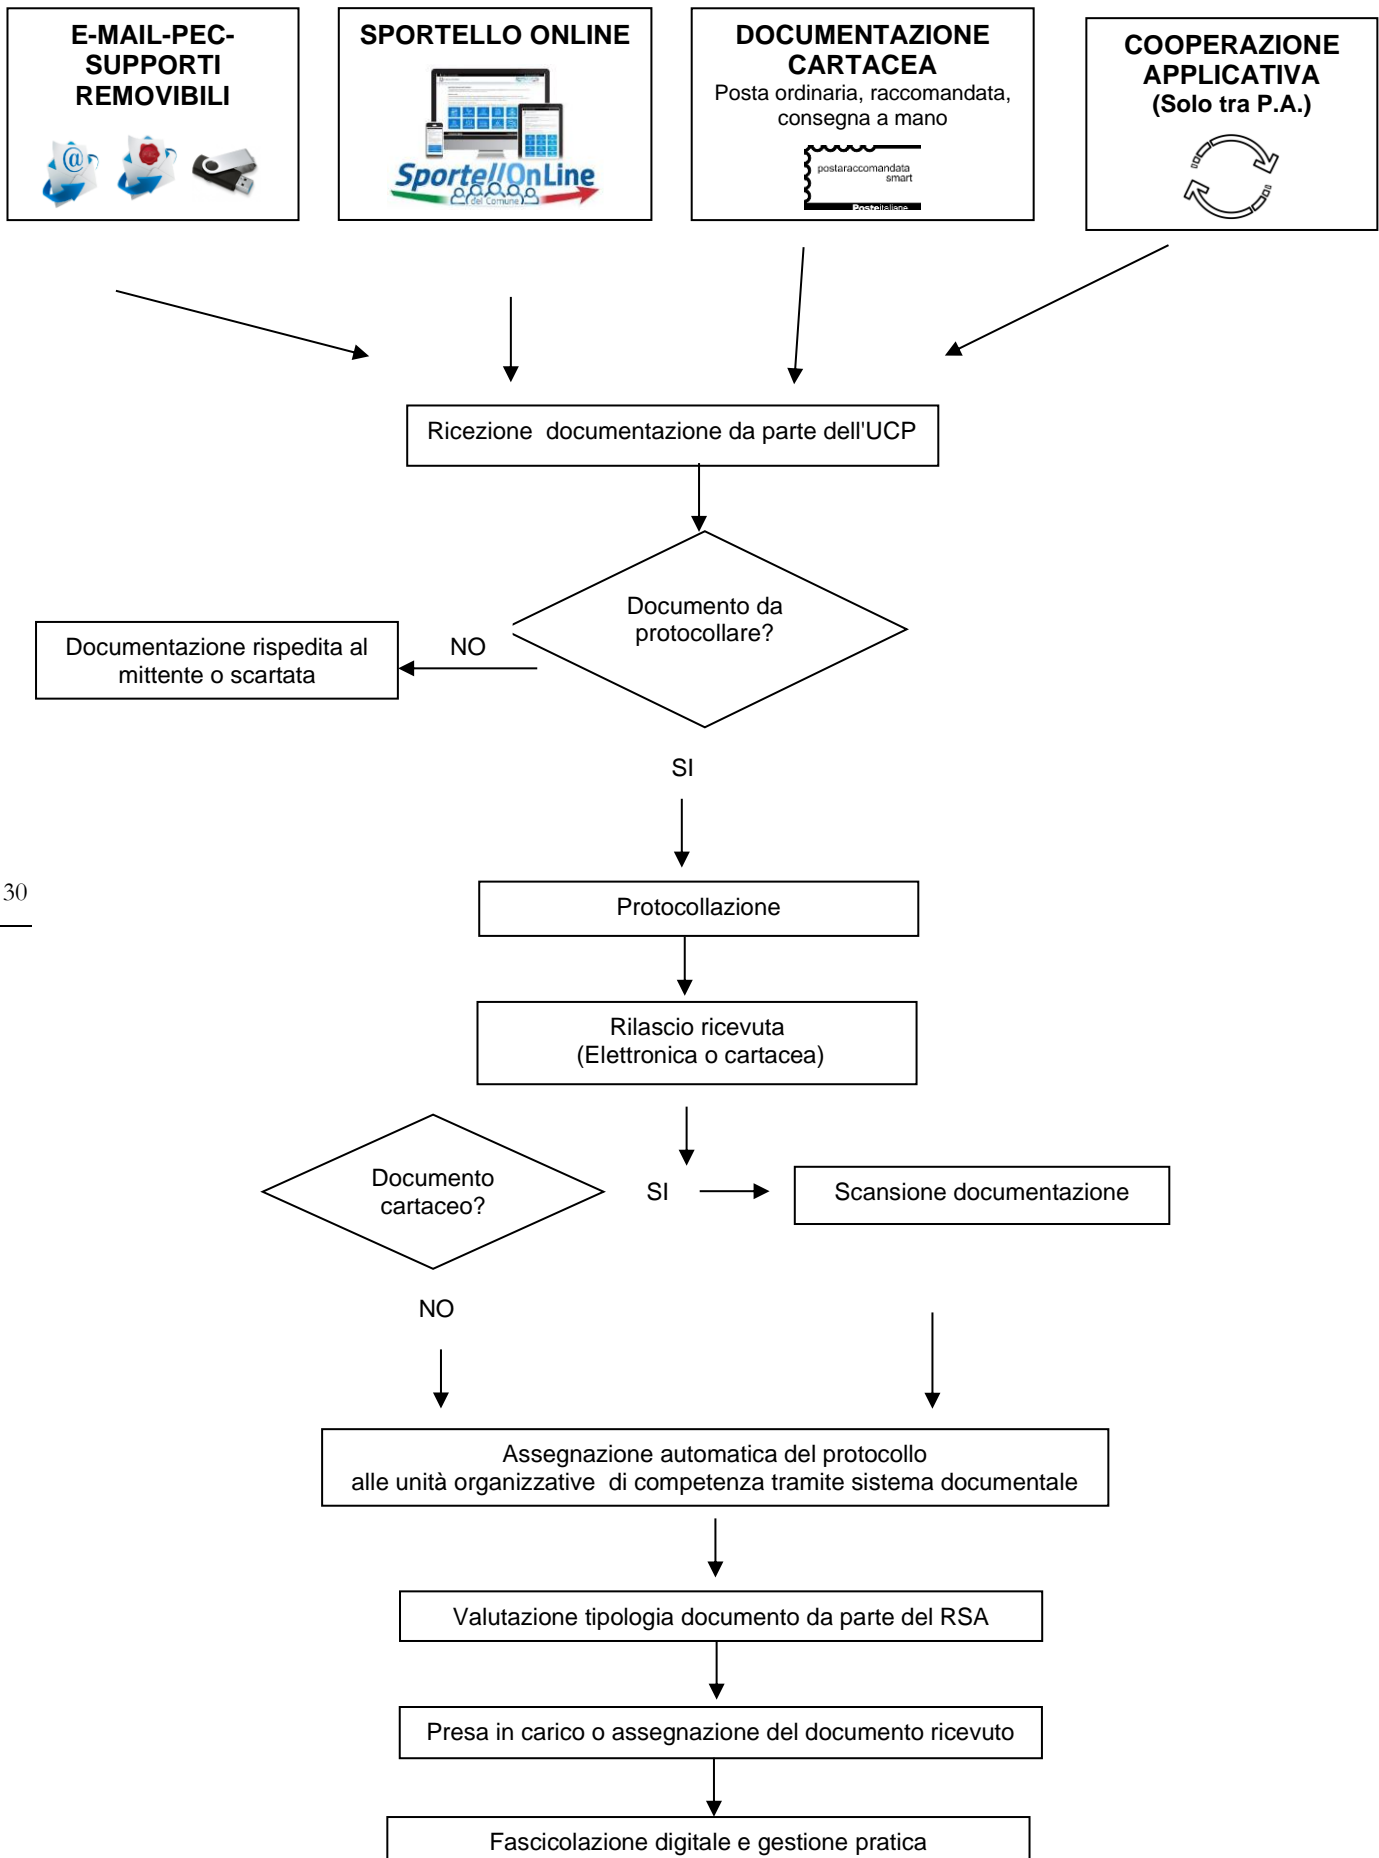 E-MAIL-PEC-
SUPPORTI
REMOVIBILI
SPORTELLO ONLINE
SportellOnLine
del Comune
DOCUMENTAZIONE
CARTACEA
Posta ordinaria, raccomandata,
consegna a mano
postaraccomandata
smart
Posteitaliane
COOPERAZIONE
APPLICATIVA
(Solo tra P.A.)
Ricezione documentazione da parte dell'UCP
Documento da
protocollare?
NO
Documentazione rispedita al
mittente o scartata
SI
30
Protocollazione
Rilascio ricevuta
(Elettronica o cartacea)
Documento
cartaceo?
SI
Scansione documentazione
NO
Assegnazione automatica del protocollo
alle unità organizzative di competenza tramite sistema documentale
Valutazione tipologia documento da parte del RSA
Presa in carico o assegnazione del documento ricevuto
Fascicolazione digitale e gestione pratica